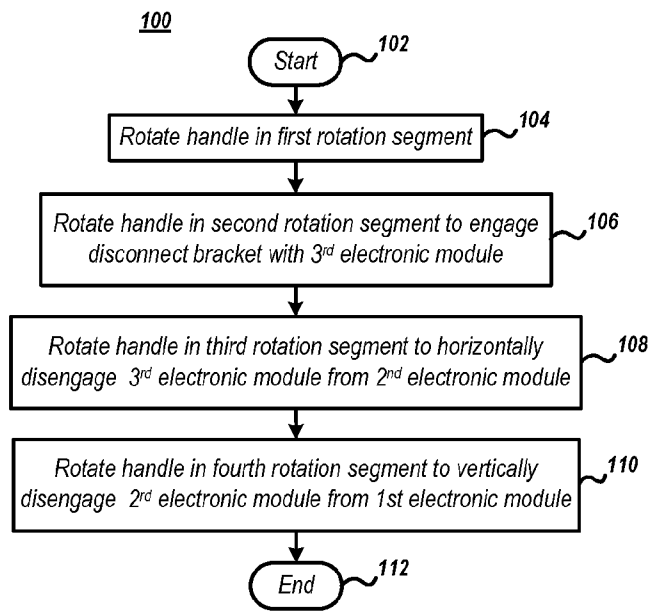 100
Start 102
Rotate handle in first rotation segment 104
Rotate handle in second rotation segment to engage
disconnect bracket with 3rd electronic module 106
Rotate handle in third rotation segment to horizontally
disengage 3rd electronic module from 2nd electronic module 108
Rotate handle in fourth rotation segment to vertically
disengage 2rd electronic module from 1st electronic module 110
End 112